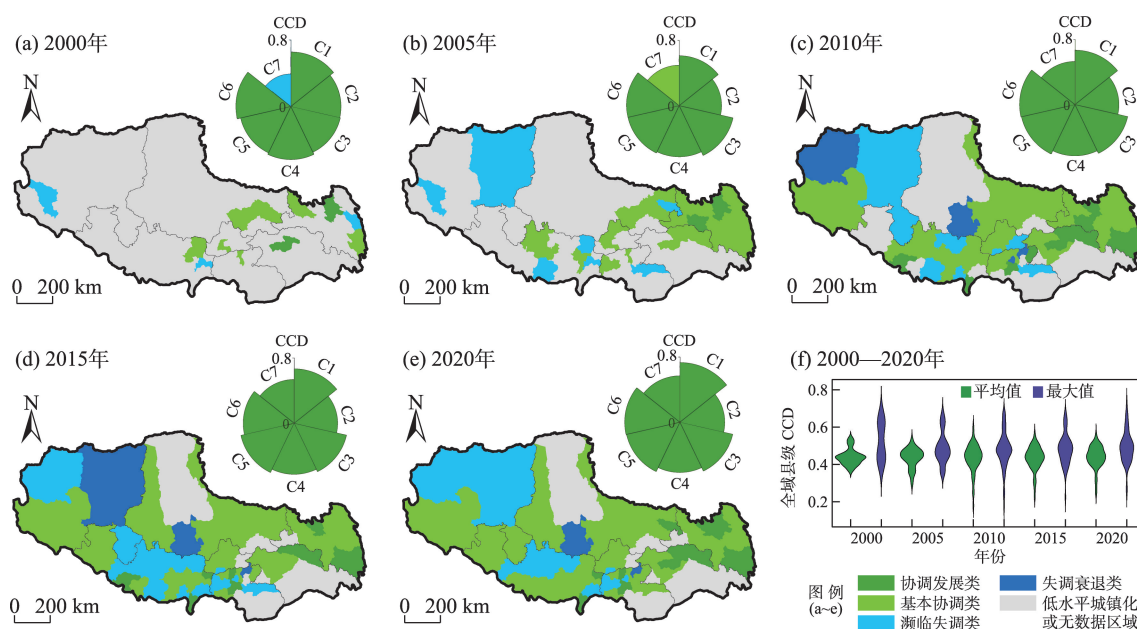 (a) 2000年
CCD
0.8
C1
C2
C3
C4
C5
C6
C7
0
N
0 200 km
(b) 2005年
CCD
0.8
C1
C2
C3
C4
C5
C6
C7
0
N
0 200 km
(c) 2010年
CCD
0.8
C1
C2
C3
C4
C5
C6
C7
0
N
0 200 km
(d) 2015年
CCD
0.8
C1
C2
C3
C4
C5
C6
C7
0
N
0 200 km
(e) 2020年
CCD
0.8
C1
C2
C3
C4
C5
C6
C7
0
N
0 200 km
(f) 2000—2020年
平均值 最大值
全域县级 CCD
0.8
0.6
0.4
0.2
2000 2005 2010 2015 2020
年份
图 例
(a~e)
协调发展类
基本协调类
濒临失调类
失调衰退类
低水平城镇化
或无数据区域